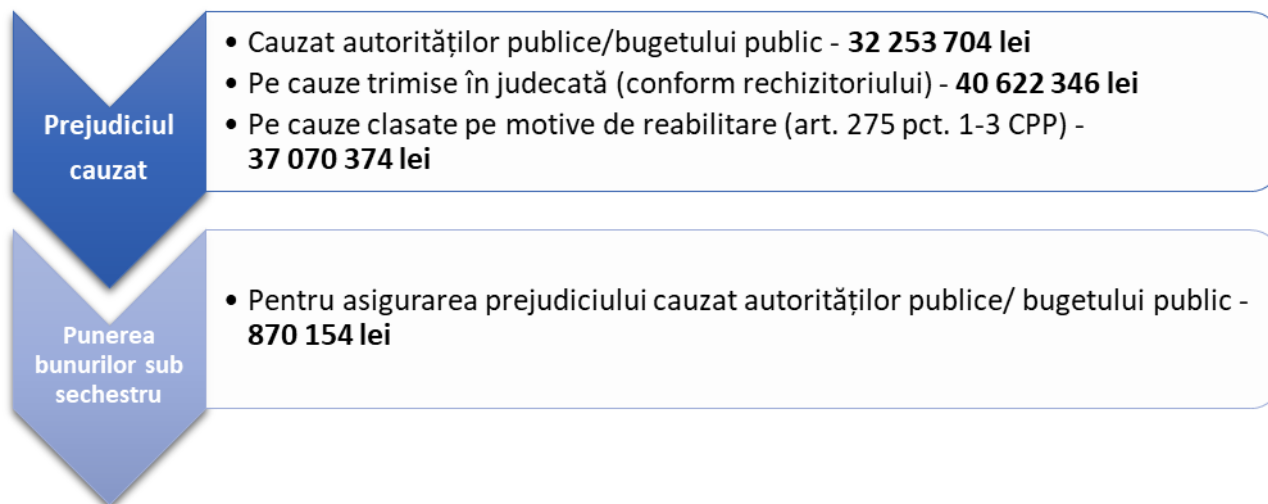 Prejudiciul
cauzat
• Cauzat autorităților publice/bugetului public - 32 253 704 lei
• Pe cauze trimise în judecată (conform rechizitoriului) - 40 622 346 lei
• Pe cauze clasate pe motive de reabilitare (art. 275 pct. 1-3 CPP) -
37 070 374 lei
Punerea
bunurilor sub
sechestru
• Pentru asigurarea prejudiciului cauzat autorităților publice/ bugetului public -
870 154 lei